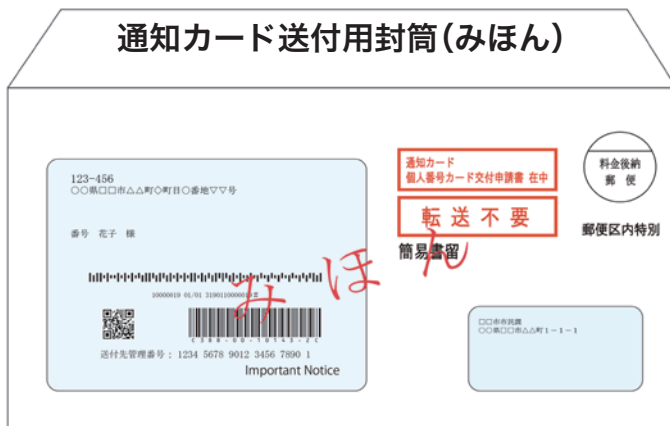 通知カード送付用封筒(みほん)
123-456
○○県□□市△△町◇町目○番地▽▽号
番号 花子 様
10000019 01/01 3190110000019#
送付先管理番号: 1234 5678 9012 3456 7890 1
Important Notice
通知カード
個人番号カード交付申請書 在中
転送不要
簡易書留
料金後納
郵 便
郵便区内特別
みほん
□□市市民課
○○県□□市△△町1-1-1